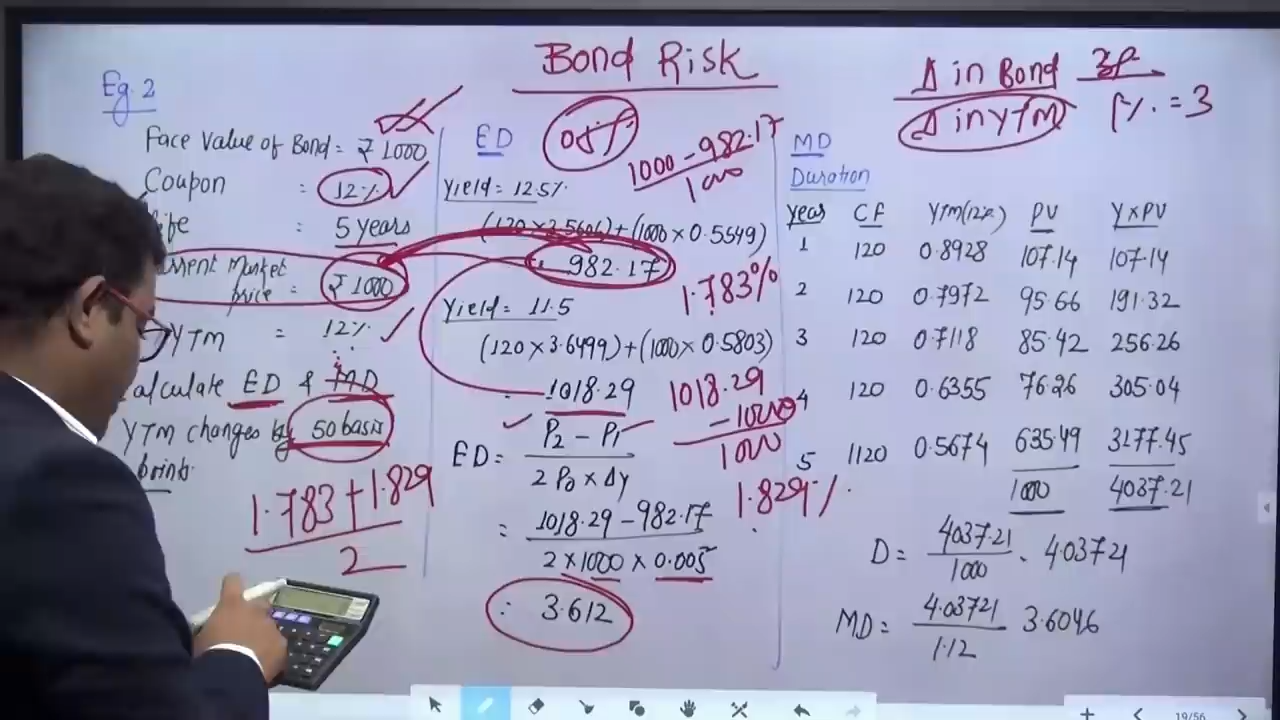 Bond Risk
Eg. 2
Face Value of Bond = ₹ 1000
Coupon : 12%
: 5 years
Current Market
price = ₹ 1000
YTM = 12%
Calculate ED & MD
YTM changes by 50 basis
points
1.783 + 1.829
2
ED
1000 - 982.17
1000
Yield = 12.5%
(120 × 3.5606) + (1000 × 0.5549)
982.17
1.783%
Yield = 11.5
(120 × 3.6499) + (1000 × 0.5803)
1018.29
1018.29
- 1000
1000
1.829%
ED = P2 - P1
2 P0 × Δy
= 1018.29 - 982.17
2 × 1000 × 0.005
: 3.612
Δ in Bond
Δ in YTM
1% = 3
MD
Duration
Year CF YTM(12%) PV Y×PV
1 120 0.8928 107.14 107.14
2 120 0.7972 95.66 191.32
3 120 0.7118 85.42 256.26
4 120 0.6355 76.26 305.04
5 1120 0.5674 635.49 3177.45
1000 4037.21
D = 4037.21
1000
4.03721
MD = 4.03721
1.12
3.6046
19/56